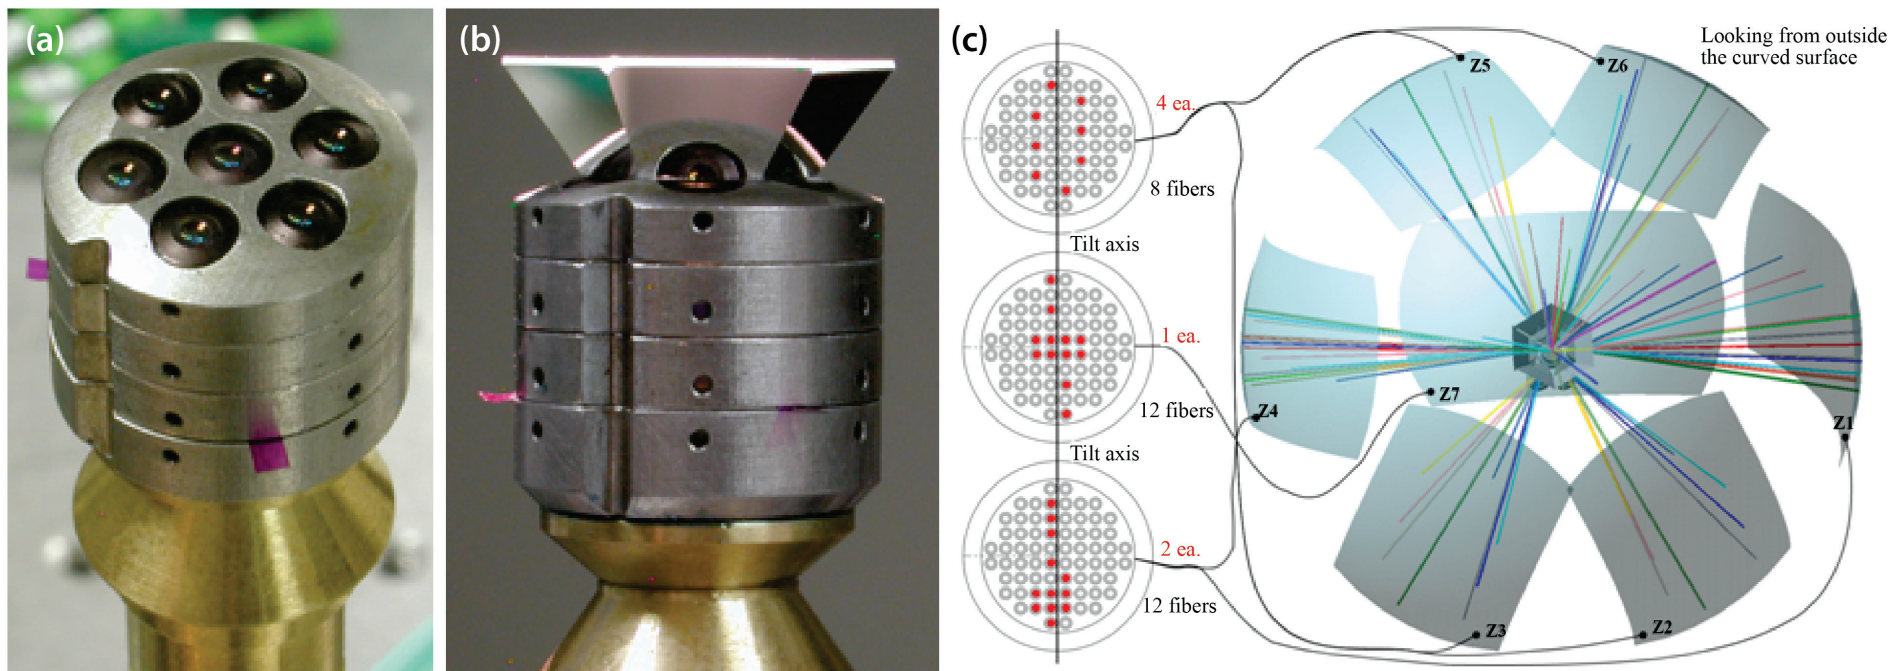 (a)
(b)
(c)
Looking from outside
the curved surface
Z5
Z6
4 ea.
8 fibers
Tilt axis
1 ea.
12 fibers
Z7
Z4
Z1
Tilt axis
2 ea.
12 fibers
Z3
Z2